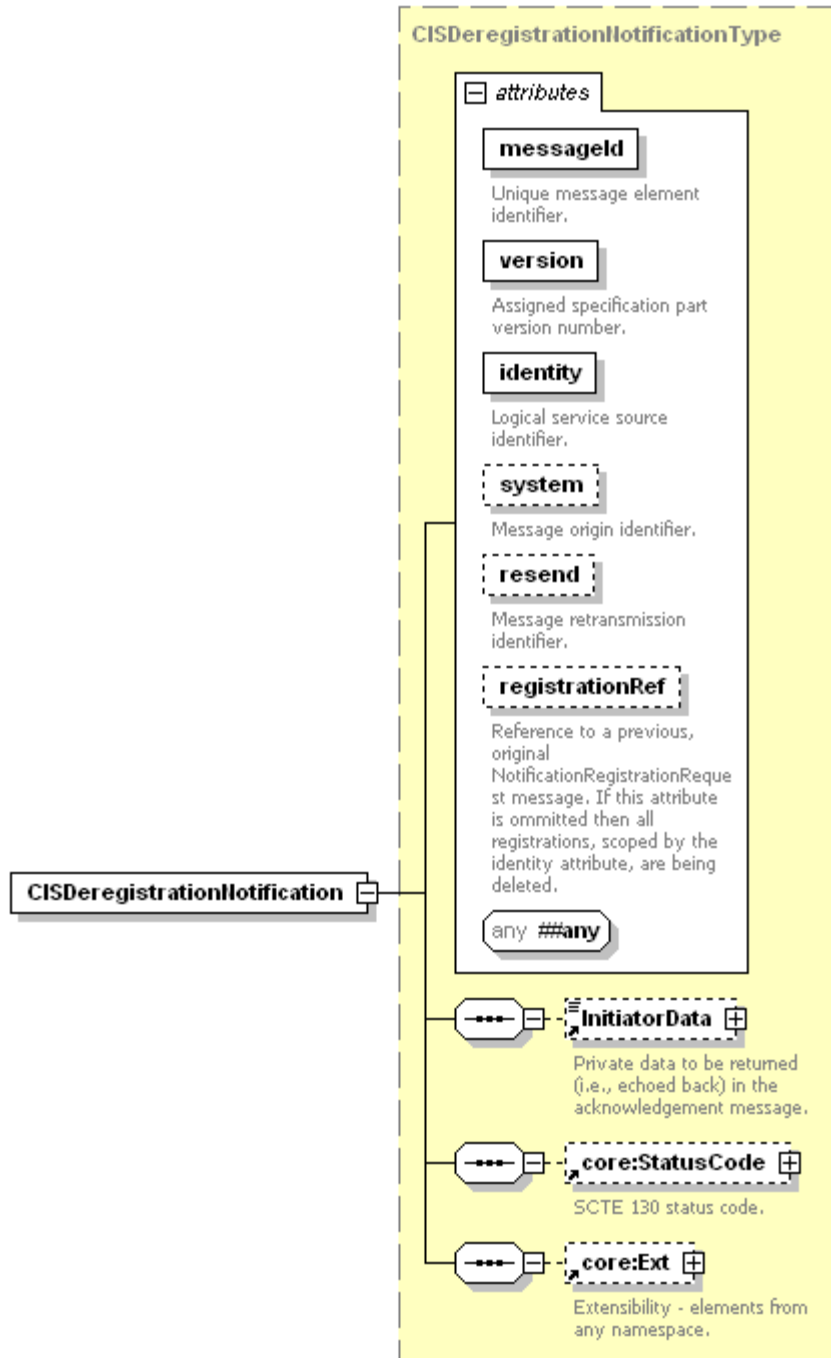 CISDeregistrationNotificationType
attributes
messageId
Unique message element
identifier.
version
Assigned specification part
version number.
identity
Logical service source
identifier.
system
Message origin identifier.
resend
Message retransmission
identifier.
registrationRef
Reference to a previous,
original
NotificationRegistrationReque
st message. If this attribute
is ommitted then all
registrations, scoped by the
identity attribute, are being
deleted.
CISDeregistrationNotification
any ##any
InitiatorData
Private data to be returned
(i.e., echoed back) in the
acknowledgement message.
core:StatusCode
SCTE 130 status code.
core:Ext
Extensibility - elements from
any namespace.